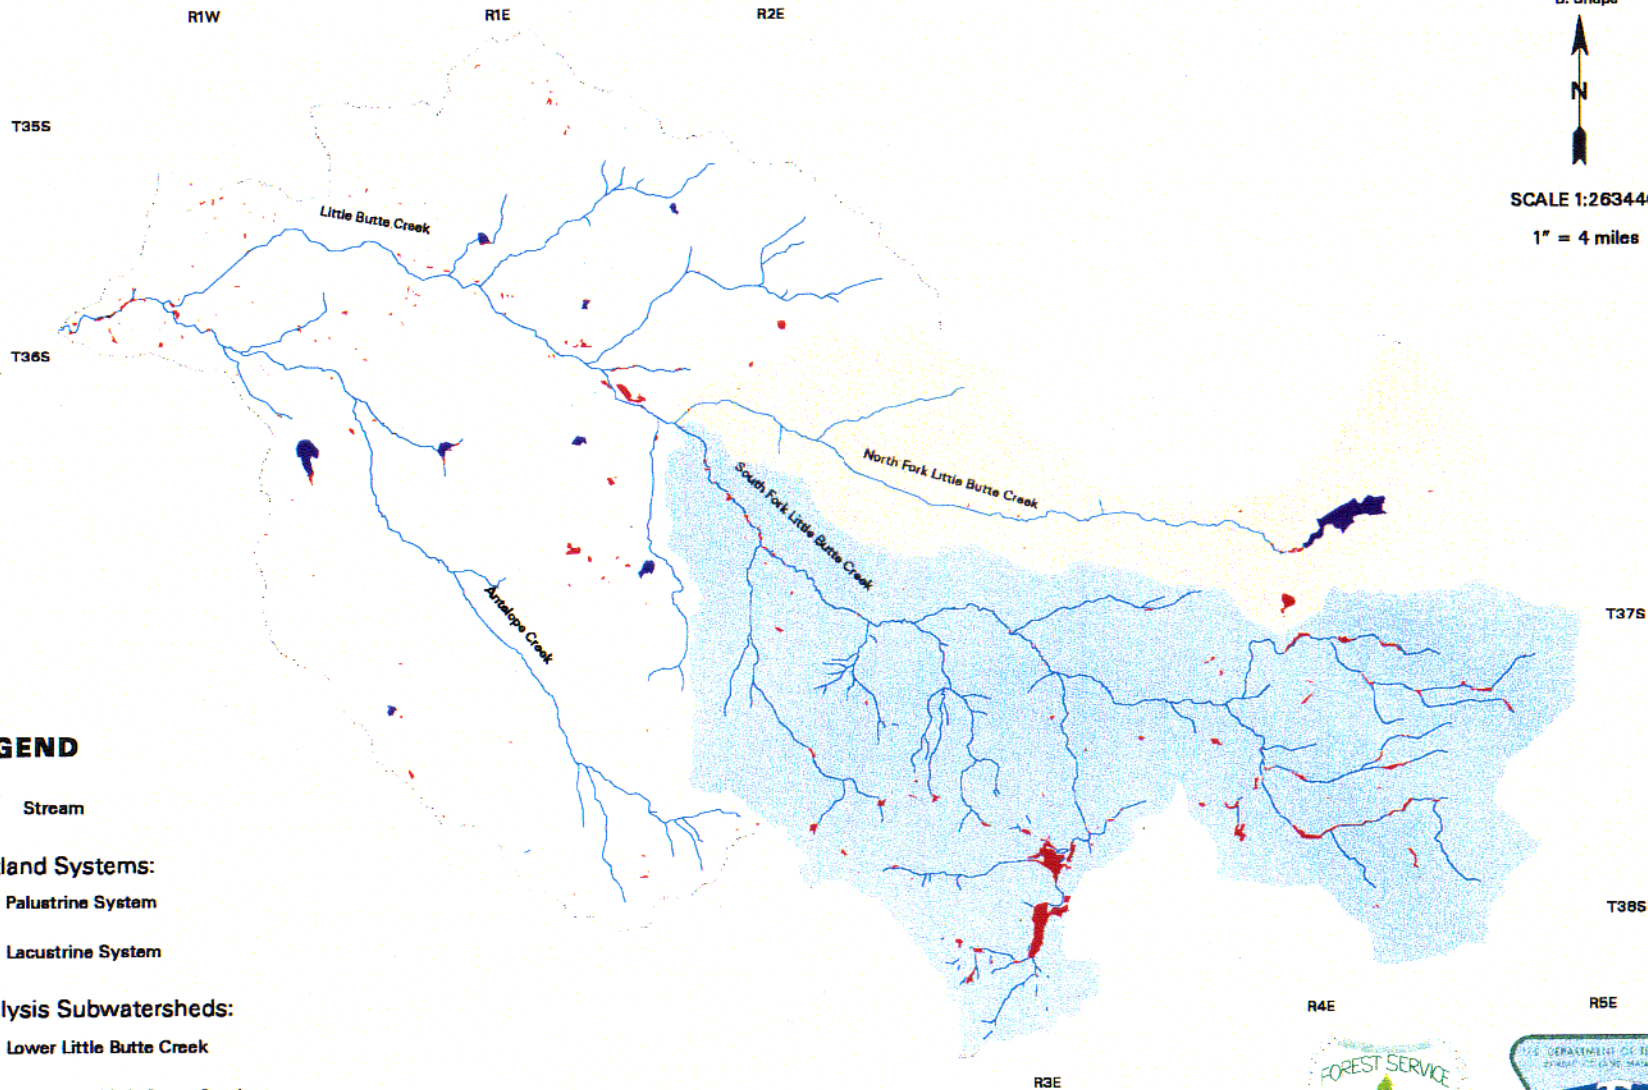 R1W
R1E
R2E
T35S
N
SCALE 1:26344
1" = 4 miles
Little Butte Creek
T36S
North Fork Little Butte Creek
South Fork Little Butte Creek
Antelope Creek
T37S
GEND
Stream
land Systems:
Palustrine System
Lacustrine System
T38S
lysis Subwatersheds:
Lower Little Butte Creek
R4E
R5E
R3E
FOREST SERVICE
DEPARTMENT OF